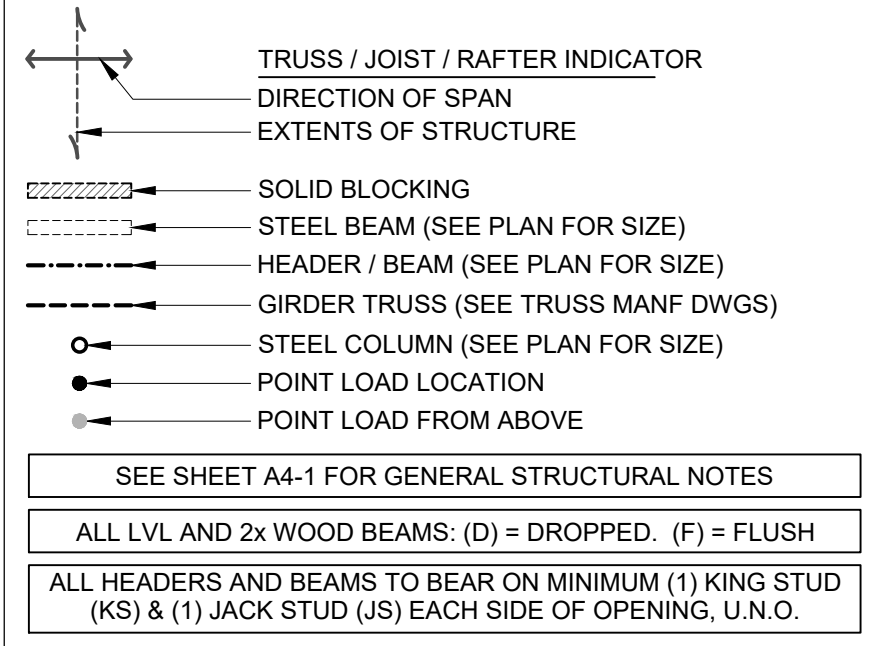 TRUSS / JOIST / RAFTER INDICATOR
DIRECTION OF SPAN
EXTENTS OF STRUCTURE
SOLID BLOCKING
STEEL BEAM (SEE PLAN FOR SIZE)
HEADER / BEAM (SEE PLAN FOR SIZE)
GIRDER TRUSS (SEE TRUSS MANF DWGS)
STEEL COLUMN (SEE PLAN FOR SIZE)
POINT LOAD LOCATION
POINT LOAD FROM ABOVE
SEE SHEET A4-1 FOR GENERAL STRUCTURAL NOTES
ALL LVL AND 2x WOOD BEAMS: (D) = DROPPED. (F) = FLUSH
ALL HEADERS AND BEAMS TO BEAR ON MINIMUM (1) KING STUD
(KS) & (1) JACK STUD (JS) EACH SIDE OF OPENING, U.N.O.